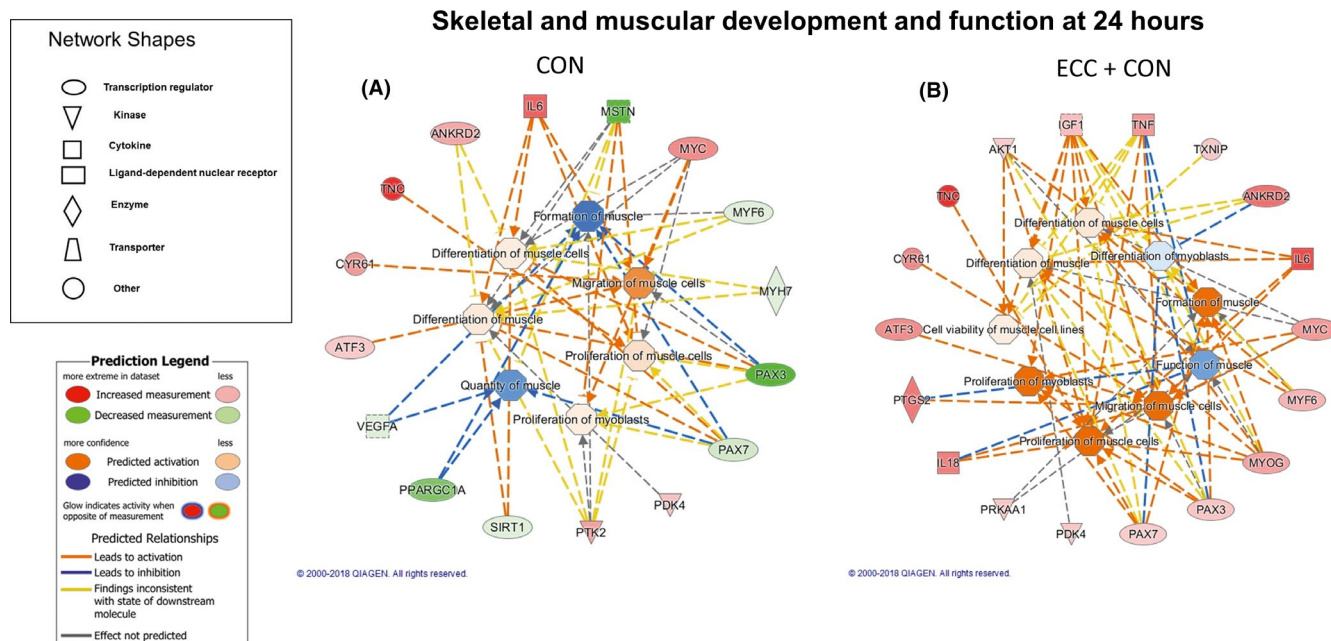 Skeletal and muscular development and function at 24 hours
Network Shapes
Transcription regulator
Kinase
Cytokine
Ligand-dependent nuclear receptor
Enzyme
Transporter
Other
Prediction Legend
more extreme in dataset less
Increased measurement
Decreased measurement
more confidence less
Predicted activation
Predicted inhibition
Glow indicates activity when
opposite of measurement
Predicted Relationships
Leads to activation
Leads to inhibition
Findings inconsistent
with state of downstream
molecule
Effect not predicted
CON
(A)
IL6
MSTN
ANKRD2
MYC
TNC
Formation of muscle
MYF6
Differentiation of muscle cells
CYR61
Migration of muscle cells
MYH7
Differentiation of muscle
ATF3
Proliferation of muscle cells
PAX3
Quantity of muscle
VEGFA
Proliferation of myoblasts
PAX7
PPARGC1A
PDK4
SIRT1
PTK2
© 2000-2018 QIAGEN. All rights reserved.
ECC + CON
(B)
IGF1
TNF
AKT1
TXNIP
TNC
ANKRD2
Differentiation of muscle cells
CYR61
Differentiation of muscle
Differentiation of myoblasts
IL6
Formation of muscle
ATF3
Cell viability of muscle cell lines
MYC
Function of muscle
Proliferation of myoblasts
PTGS2
Migration of muscle cells
MYF6
Proliferation of muscle cells
IL18
MYOG
PRKAA1
PAX3
PDK4
PAX7
© 2000-2018 QIAGEN. All rights reserved.